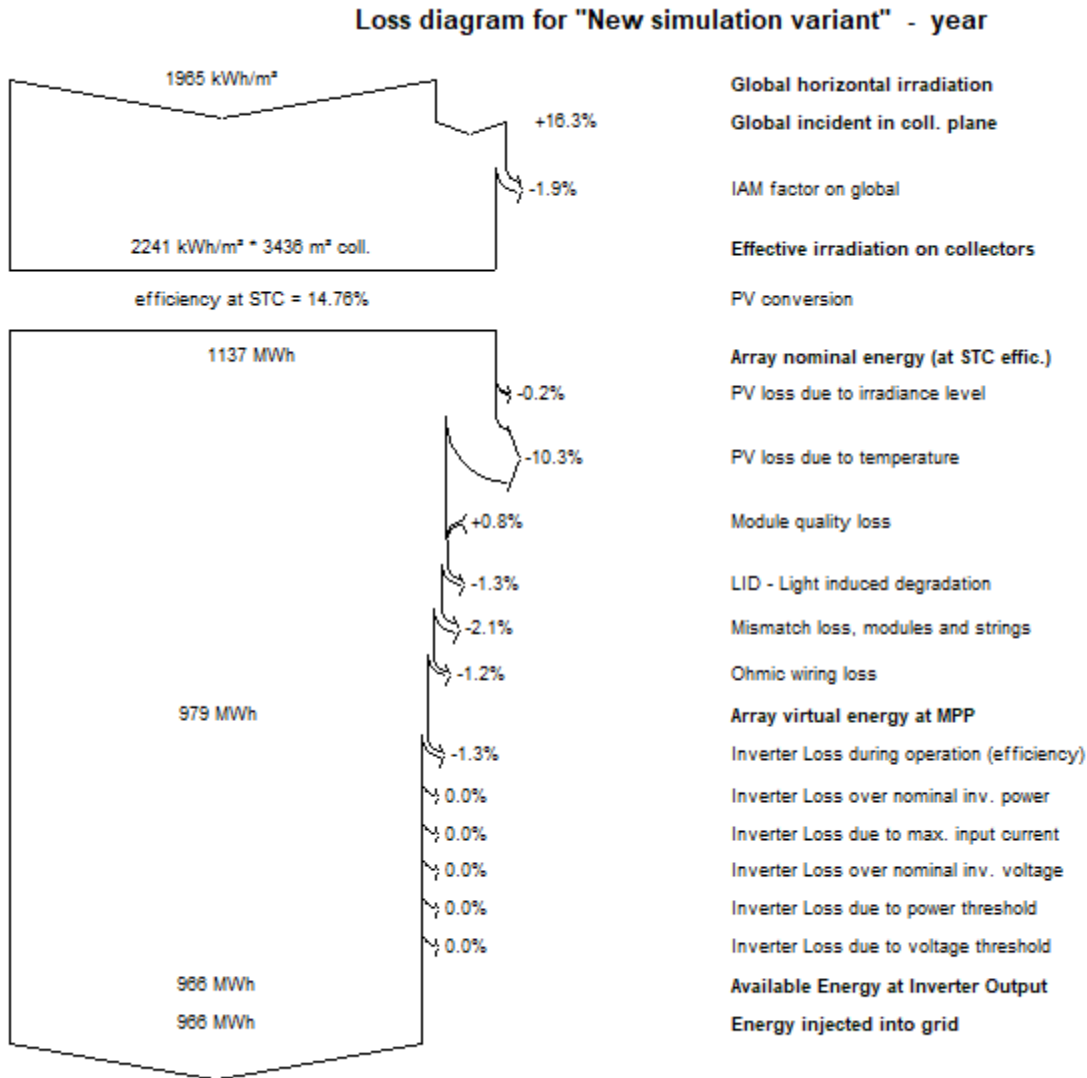 Loss diagram for "New simulation variant" - year
1965 kWh/m² Global horizontal irradiation
+16.3% Global incident in coll. plane
-1.9% IAM factor on global
2241 kWh/m² * 3436 m² coll. Effective irradiation on collectors
efficiency at STC = 14.76% PV conversion
1137 MWh Array nominal energy (at STC effic.)
-0.2% PV loss due to irradiance level
-10.3% PV loss due to temperature
+0.8% Module quality loss
-1.3% LID - Light induced degradation
-2.1% Mismatch loss, modules and strings
-1.2% Ohmic wiring loss
979 MWh Array virtual energy at MPP
-1.3% Inverter Loss during operation (efficiency)
0.0% Inverter Loss over nominal inv. power
0.0% Inverter Loss due to max. input current
0.0% Inverter Loss over nominal inv. voltage
0.0% Inverter Loss due to power threshold
0.0% Inverter Loss due to voltage threshold
966 MWh Available Energy at Inverter Output
966 MWh Energy injected into grid